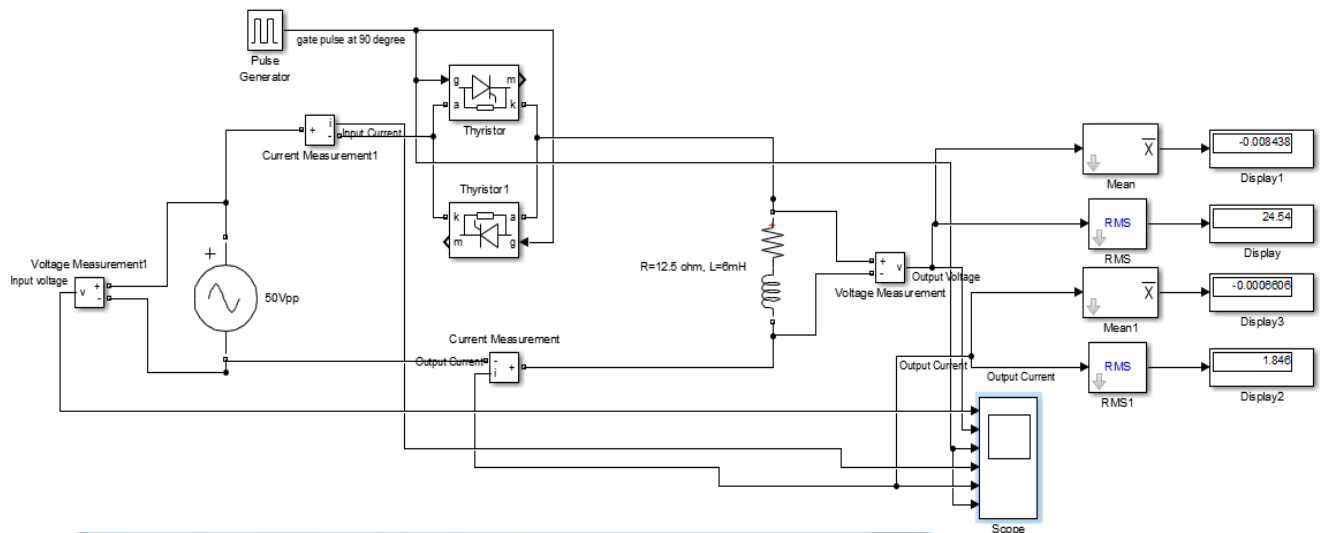 gate pulse at 90 degree
Pulse
Generator
g
m
a
k
Thyristor
+
i
-
Input Current
Current Measurement1
Thyristor1
k
a
m
g
Voltage Measurement1
Input voltage
v
+
-
+
50Vpp
R=12.5 ohm, L=6mH
+
-
v
Output Voltage
Voltage Measurement
Current Measurement
Output Current
-
i
+
X
Mean
-0.008438
Display1
RMS
RMS
24.54
Display
X
Mean1
-0.0006606
Display3
Output Current
Output Current
RMS
RMS1
1.846
Display2
Scope